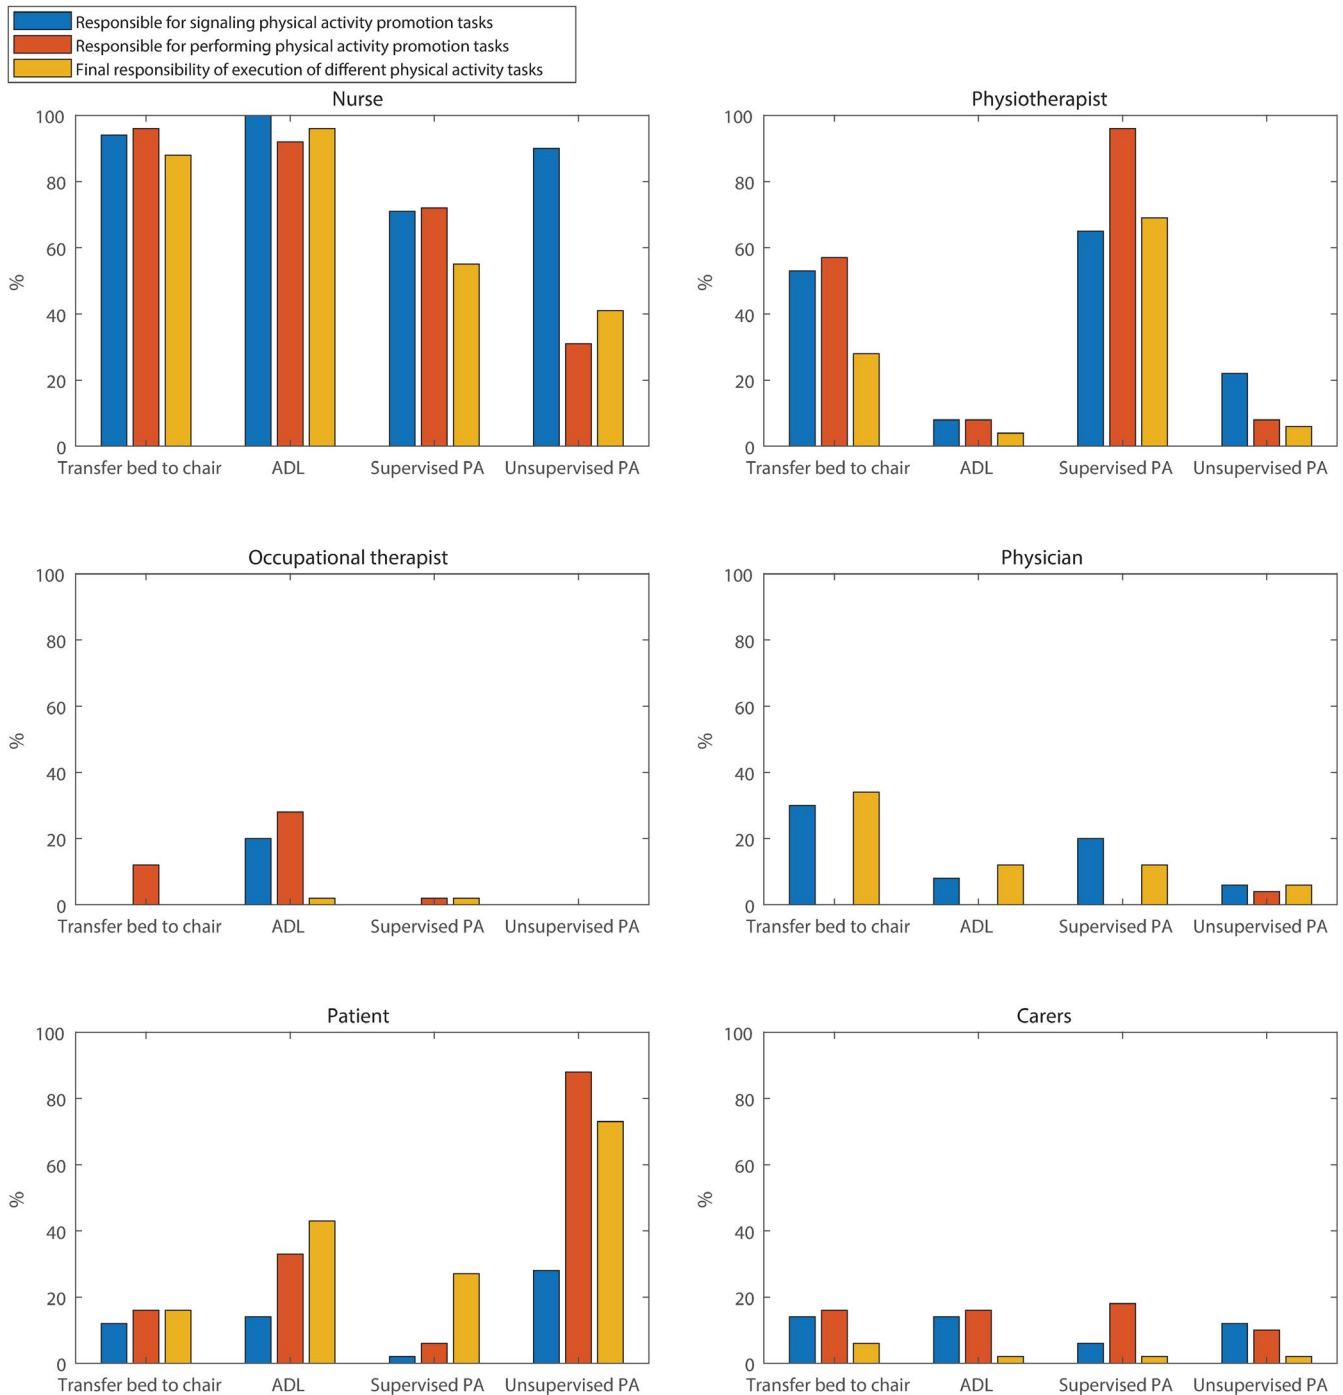 Responsible for signaling physical activity promotion tasks
Responsible for performing physical activity promotion tasks
Final responsibility of execution of different physical activity tasks
Nurse
100
80
60
40
20
0
%
Transfer bed to chair ADL Supervised PA Unsupervised PA
Physiotherapist
100
80
60
40
20
0
%
Transfer bed to chair ADL Supervised PA Unsupervised PA
Occupational therapist
100
80
60
40
20
0
%
Transfer bed to chair ADL Supervised PA Unsupervised PA
Physician
100
80
60
40
20
0
%
Transfer bed to chair ADL Supervised PA Unsupervised PA
Patient
100
80
60
40
20
0
%
Transfer bed to chair ADL Supervised PA Unsupervised PA
Carers
100
80
60
40
20
0
%
Transfer bed to chair ADL Supervised PA Unsupervised PA